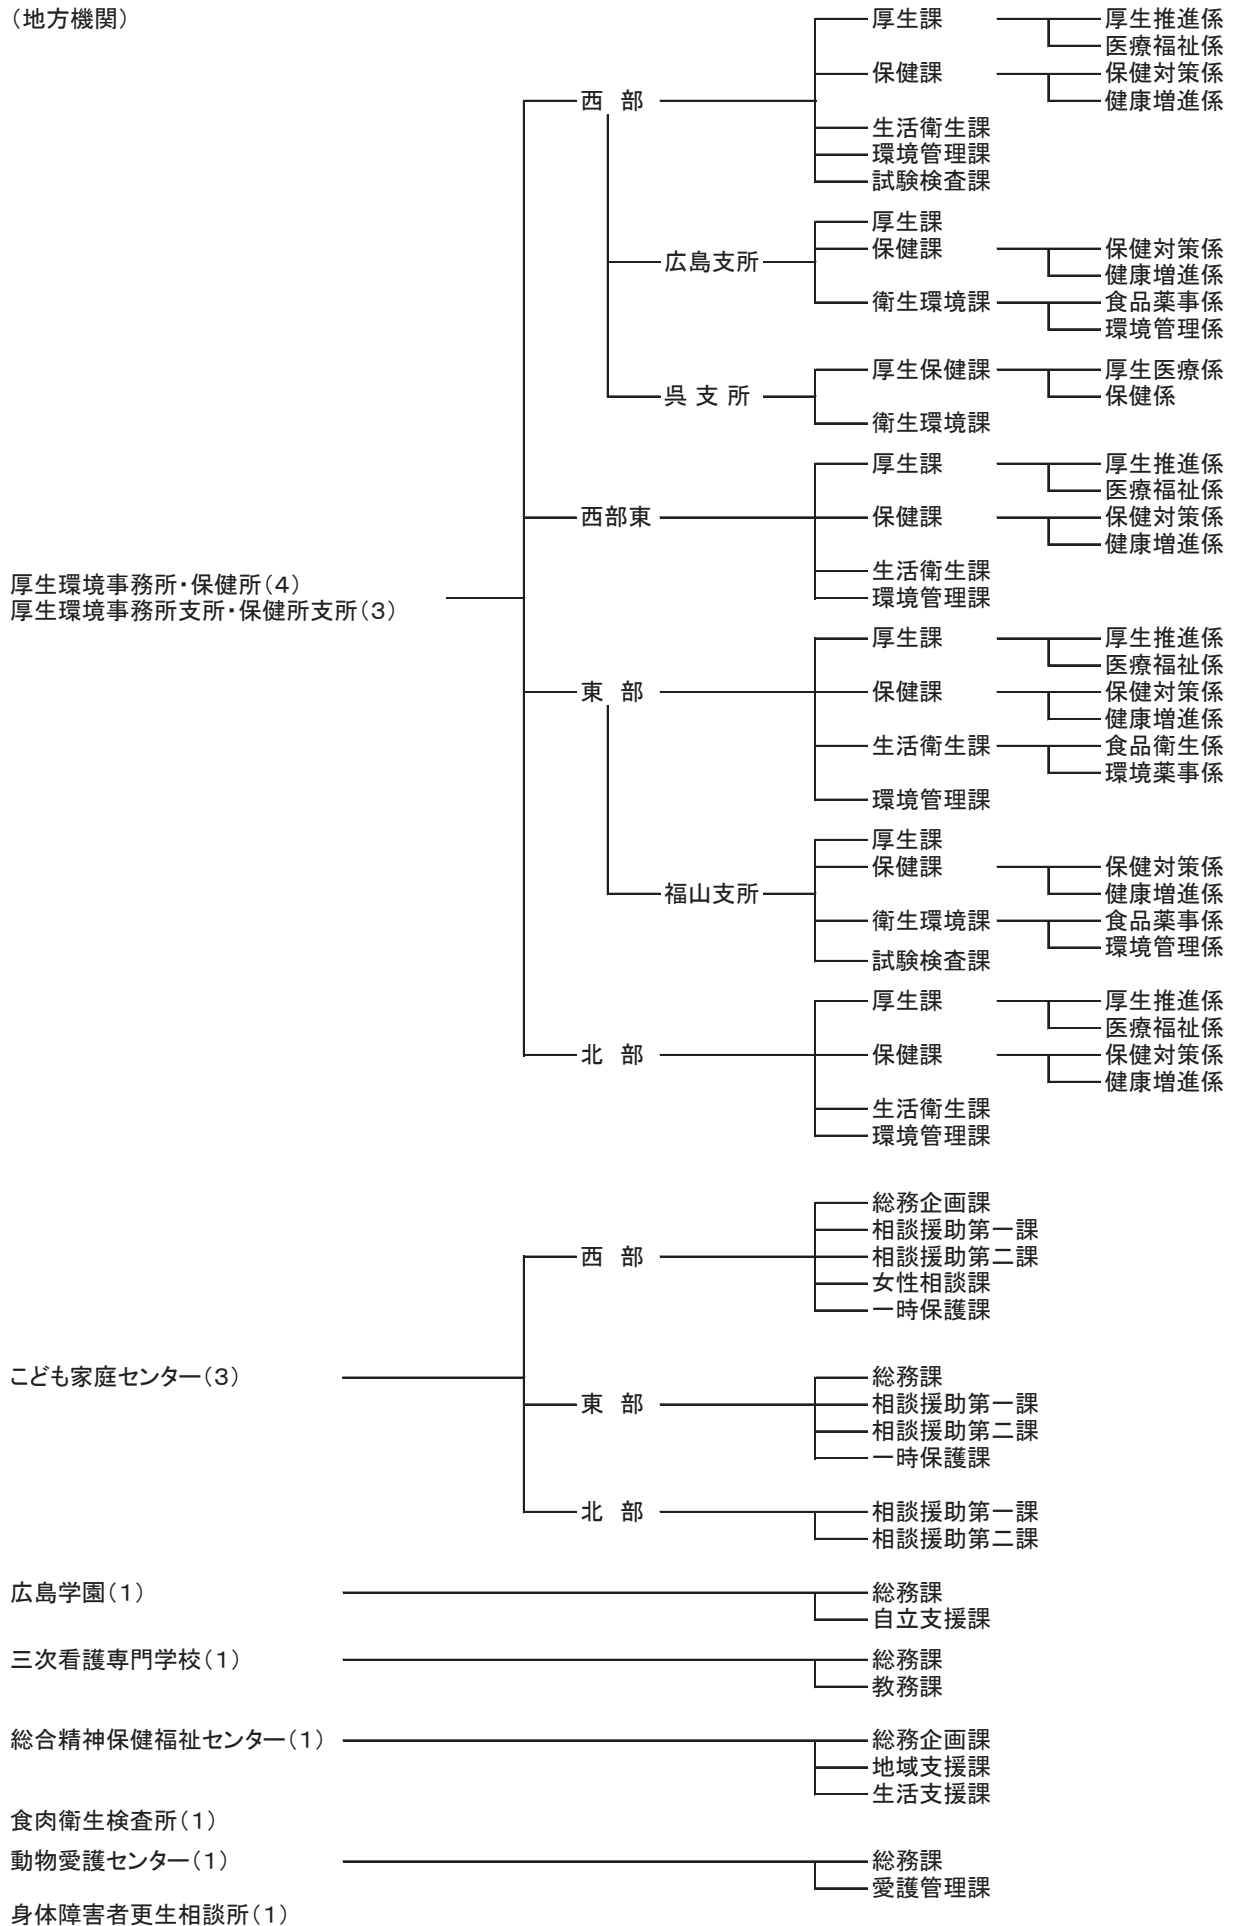 (地方機関)
厚生課 厚生推進係
医療福祉係
保健課 保健対策係
西 部 健康増進係
生活衛生課
環境管理課
試験検査課
厚生課
保健課 保健対策係
広島支所 健康増進係
衛生環境課 食品薬事係
環境管理係
厚生保健課 厚生医療係
呉 支 所 保健係
衛生環境課
厚生課 厚生推進係
医療福祉係
西部東 保健課 保健対策係
健康増進係
生活衛生課
厚生環境事務所・保健所(4)
環境管理課
厚生環境事務所支所・保健所支所(3)
厚生課 厚生推進係
医療福祉係
東 部 保健課 保健対策係
健康増進係
生活衛生課 食品衛生係
環境薬事係
環境管理課
厚生課
保健課 保健対策係
福山支所 健康増進係
衛生環境課 食品薬事係
環境管理係
試験検査課
厚生課 厚生推進係
医療福祉係
北 部 保健課 保健対策係
健康増進係
生活衛生課
環境管理課
総務企画課
相談援助第一課
西 部 相談援助第二課
女性相談課
一時保護課
こども家庭センター(3) 総務課
東 部 相談援助第一課
相談援助第二課
一時保護課
北 部 相談援助第一課
相談援助第二課
広島学園(1) 総務課
自立支援課
三次看護専門学校(1) 総務課
教務課
総合精神保健福祉センター(1) 総務企画課
地域支援課
生活支援課
食肉衛生検査所(1)
動物愛護センター(1) 総務課
愛護管理課
身体障害者更生相談所(1)